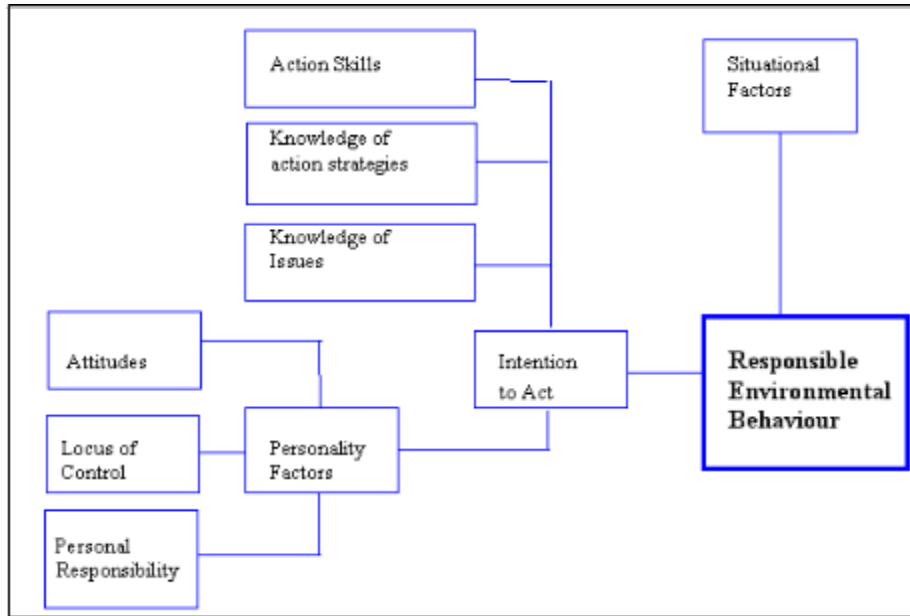 Action Skills
Situational
Factors
Knowledge of
action strategies
Knowledge of
Issues
Attitudes
Intention
to Act
Responsible
Environmental
Behaviour
Locus of
Control
Personality
Factors
Personal
Responsibility